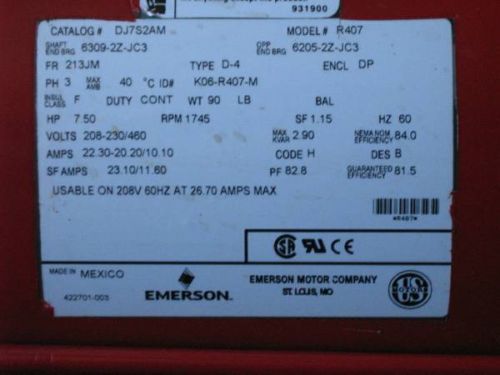 931900
CATALOG # DJ7S2AM MODEL # R407
SHAFT END BRG 6309-2Z-JC3 OPP END BRG 6205-2Z-JC3
FR 213JM TYPE D-4 ENCL DP
PH 3 MAX AMB 40 °C ID# K06-R407-M
INSUL CLASS F DUTY CONT WT 90 LB BAL
HP 7.50 RPM 1745 SF 1.15 HZ 60
VOLTS 208-230/460 MAX KVAR 2.90 NEMA NOM EFFICIENCY 84.0
AMPS 22.30-20.20/10.10 CODE H DES B
SF AMPS 23.10/11.60 PF 82.8 GUARANTEED EFFICIENCY 81.5
USABLE ON 208V 60HZ AT 26.70 AMPS MAX
*R407*
MADE IN MEXICO
422701-003
EMERSON.
EMERSON MOTOR COMPANY
ST. LOUIS, MO
US
MOTORS